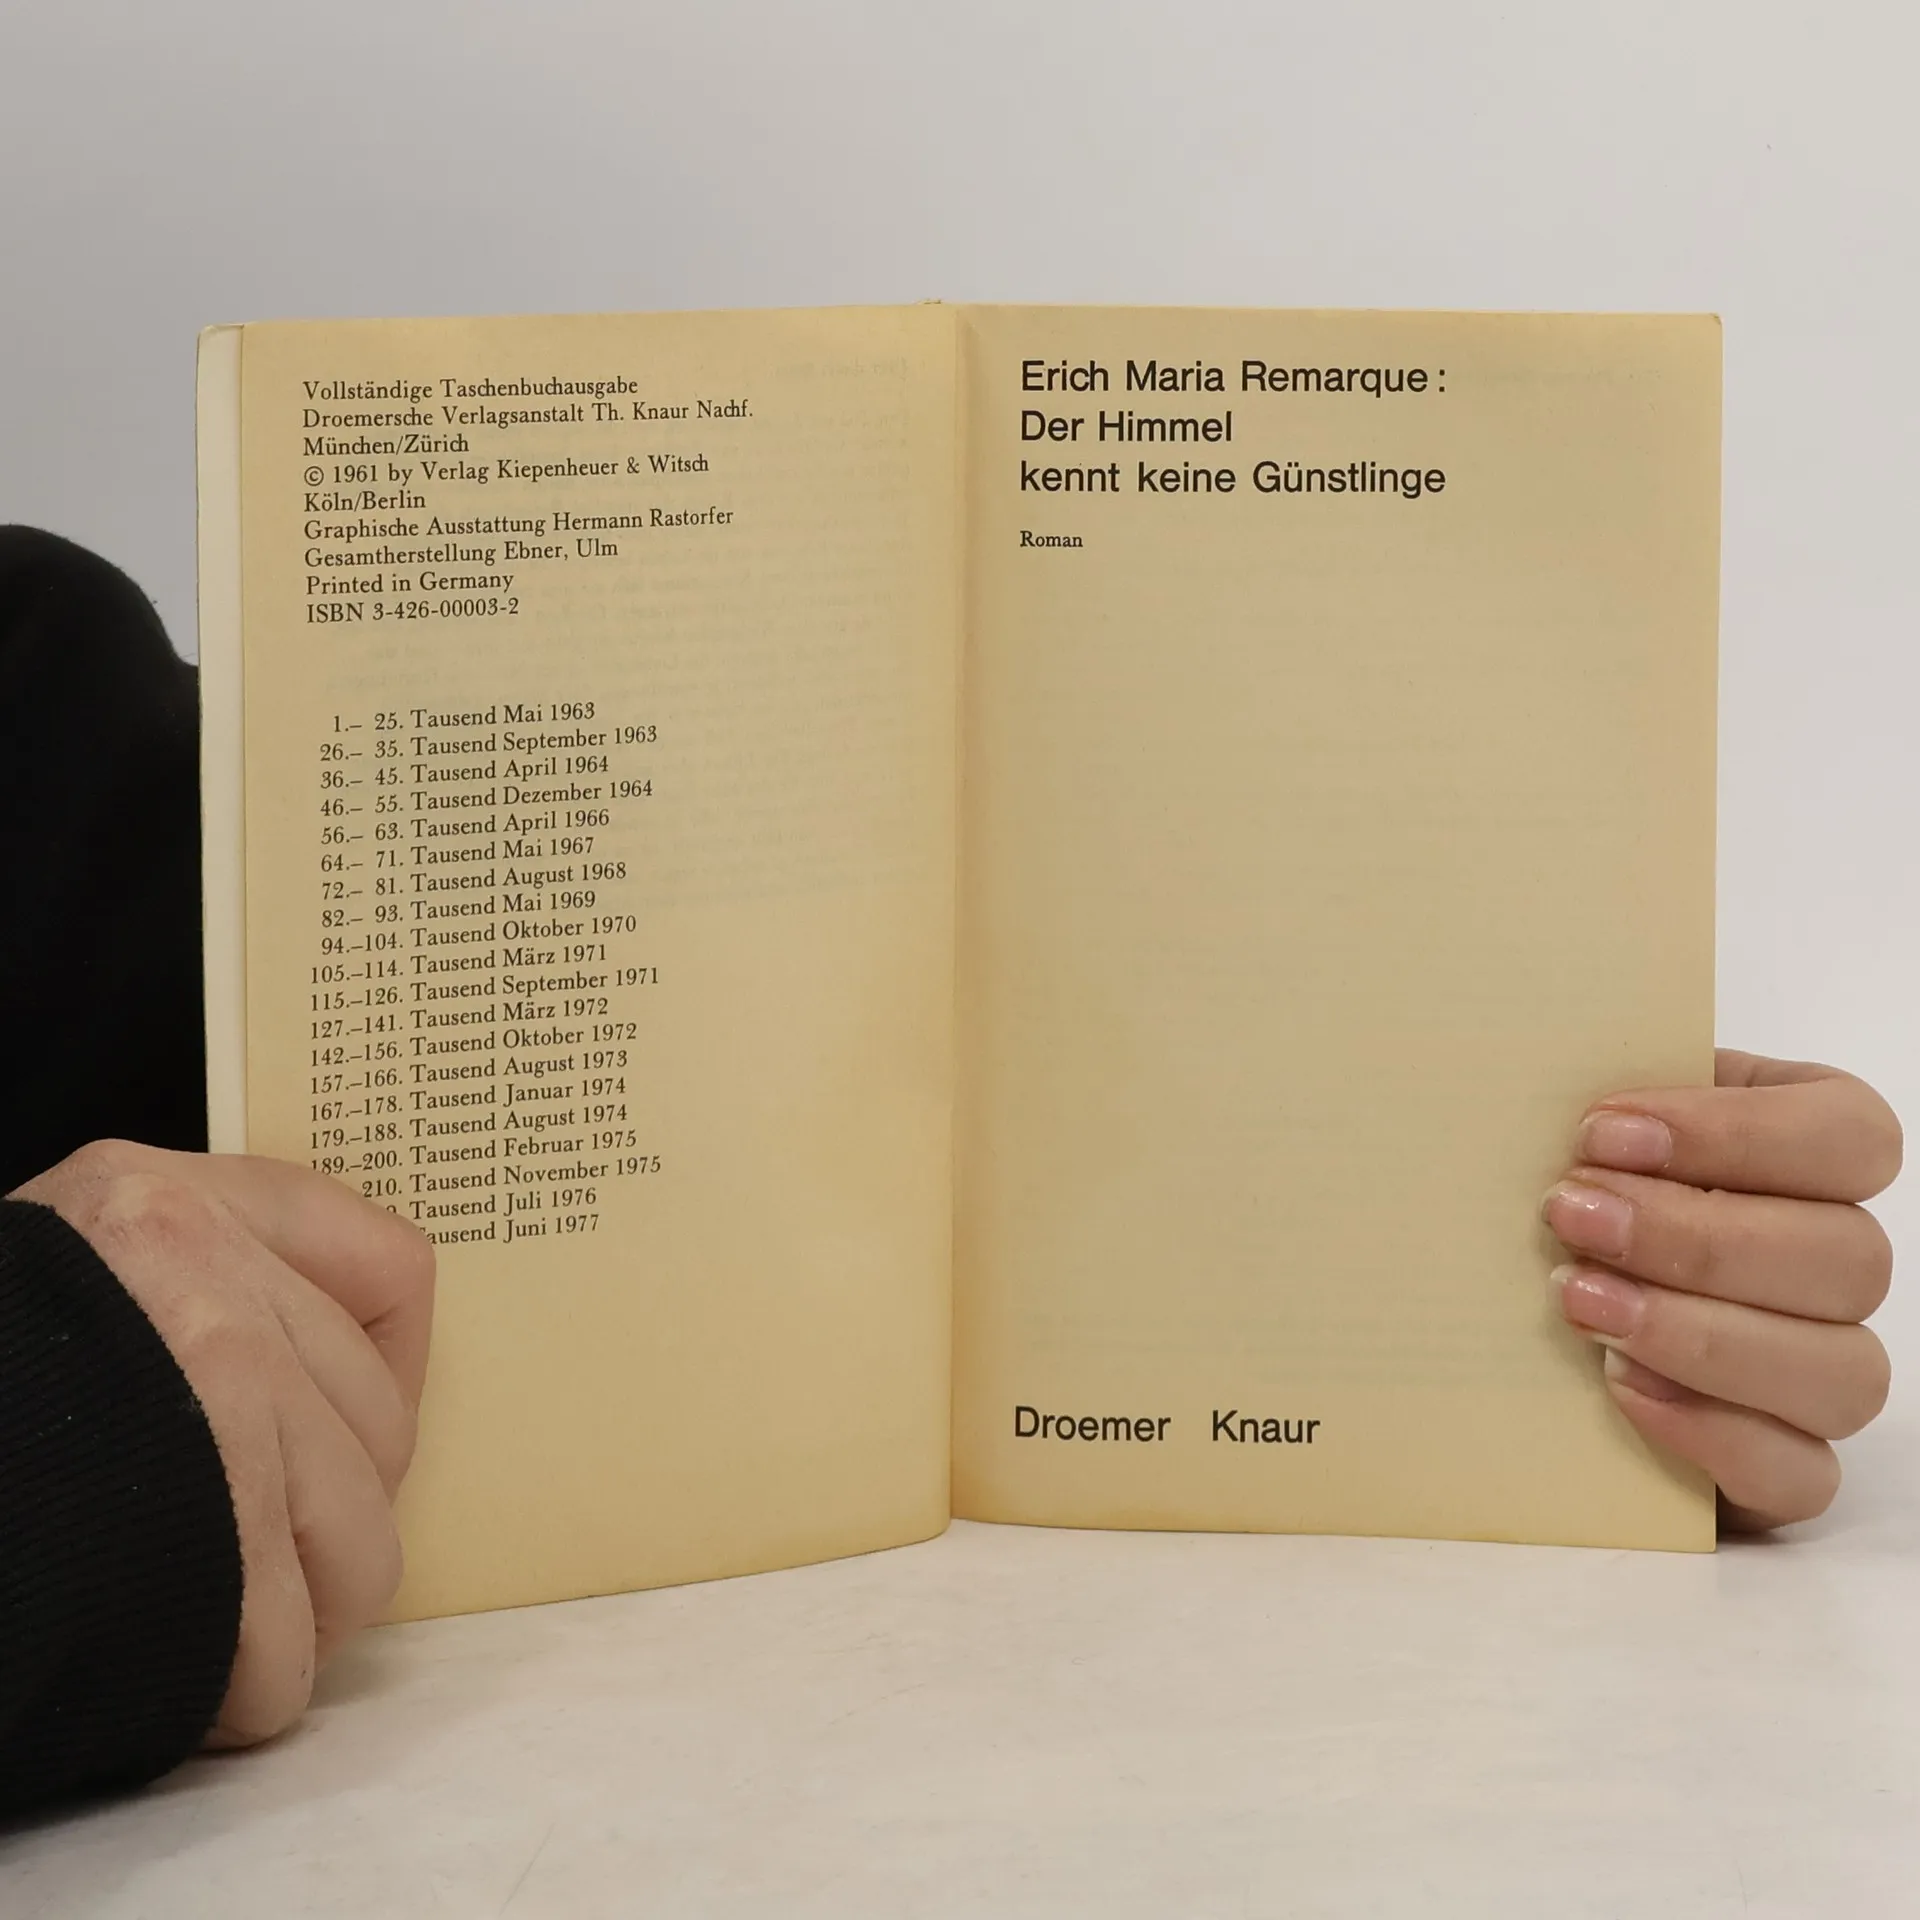 Vollständige Taschenbuchausgabe
Droemersche Verlagsanstalt Th. Knaur Nachf.
München/Zürich
© 1961 by Verlag Kiepenheuer & Witsch
Köln/Berlin
Graphische Ausstattung Hermann Rastorfer
Gesamtherstellung Ebner, Ulm
Printed in Germany
ISBN 3-426-00003-2
1.– 25. Tausend Mai 1963
26.– 35. Tausend September 1963
36.– 45. Tausend April 1964
46.– 55. Tausend Dezember 1964
56.– 63. Tausend April 1966
64.– 71. Tausend Mai 1967
72.– 81. Tausend August 1968
82.– 93. Tausend Mai 1969
94.–104. Tausend Oktober 1970
105.–114. Tausend März 1971
115.–126. Tausend September 1971
127.–141. Tausend März 1972
142.–156. Tausend Oktober 1972
157.–166. Tausend August 1973
167.–178. Tausend Januar 1974
179.–188. Tausend August 1974
189.–200. Tausend Februar 1975
210. Tausend November 1975
Tausend Juli 1976
ausend Juni 1977
Erich Maria Remarque:
Der Himmel
kennt keine Günstlinge
Roman
Droemer Knaur